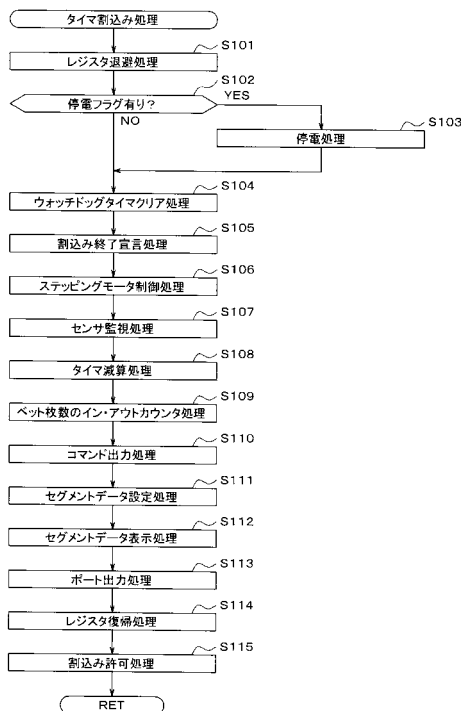 タイマ割込み処理
S101
レジスタ退避処理
S102
停電フラグ有り?
YES
NO
S103
停電処理
S104
ウォッチドッグタイマクリア処理
S105
割込み終了宣言処理
S106
ステッピングモータ制御処理
S107
センサ監視処理
S108
タイマ減算処理
S109
ベット枚数のイン・アウトカウンタ処理
S110
コマンド出力処理
S111
セグメントデータ設定処理
S112
セグメントデータ表示処理
S113
ポート出力処理
S114
レジスタ復帰処理
S115
割込み許可処理
RET